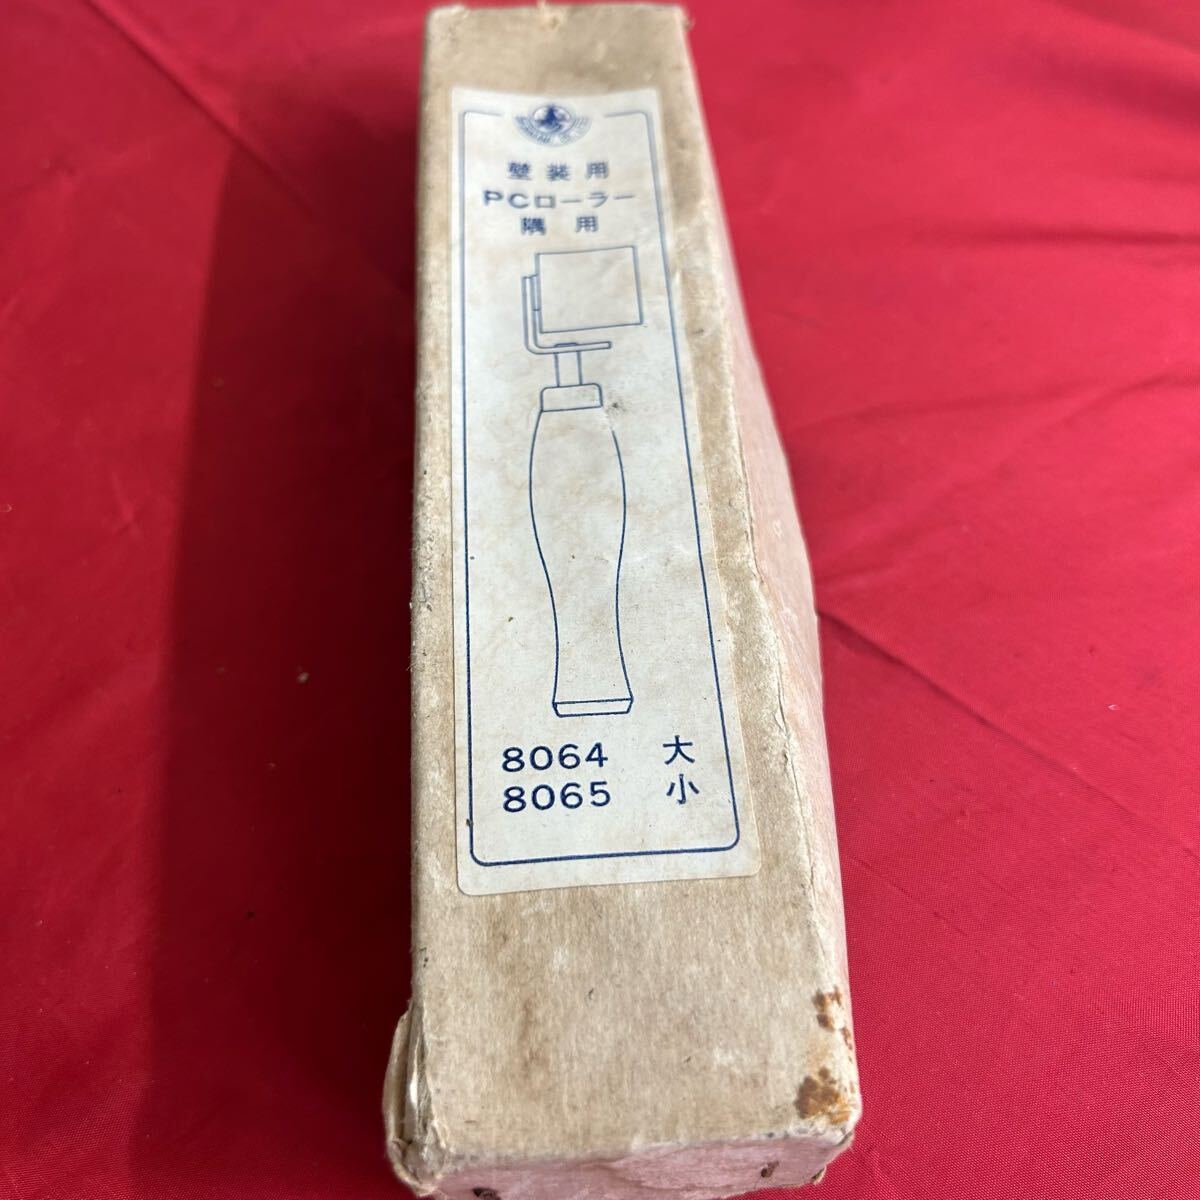 壁装用
PCローラー
隅用
8064 大
8065 小